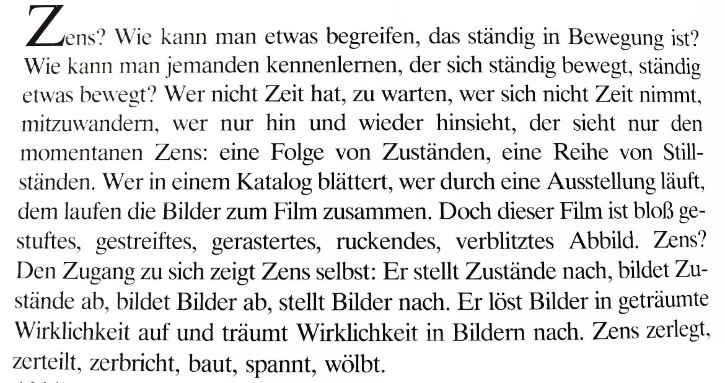 Zens? Wie kann man etwas begreifen, das ständig in Bewegung ist?
Wie kann man jemanden kennenlernen, der sich ständig bewegt, ständig
etwas bewegt? Wer nicht Zeit hat, zu warten, wer sich nicht Zeit nimmt,
mitzuwandern, wer nur hin und wieder hinsieht, der sieht nur den
momentanen Zens: eine Folge von Zuständen, eine Reihe von Still-
ständen. Wer in einem Katalog blättert, wer durch eine Ausstellung läuft,
dem laufen die Bilder zum Film zusammen. Doch dieser Film ist bloß ge-
stuftes, gestreiftes, gerastertes, ruckendes, verblitztes Abbild. Zens?
Den Zugang zu sich zeigt Zens selbst: Er stellt Zustände nach, bildet Zu-
stände ab, bildet Bilder ab, stellt Bilder nach. Er löst Bilder in geträumte
Wirklichkeit auf und träumt Wirklichkeit in Bildern nach. Zens zerlegt,
zerteilt, zerbricht, baut, spannt, wölbt.